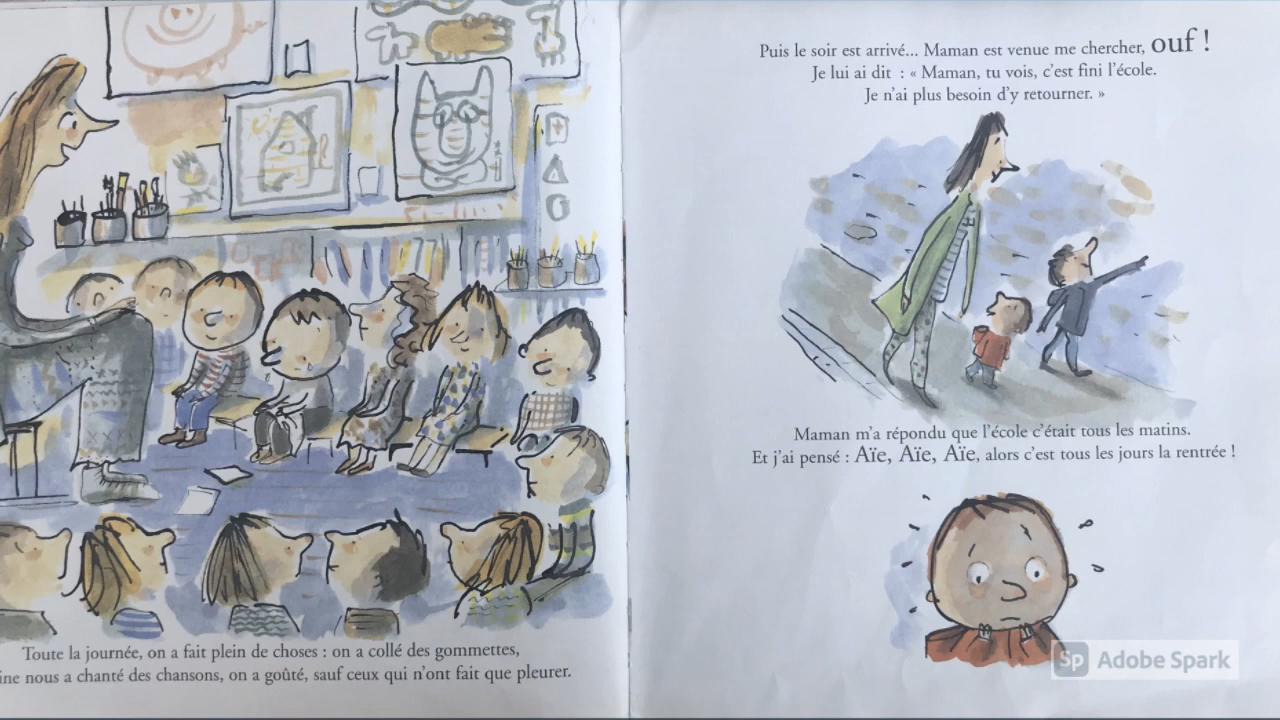 Toute la journée, on a fait plein de choses : on a collé des gommettes,
nous a chanté des chansons, on a goûté, sauf ceux qui n'ont fait que pleurer.
Puis le soir est arrivé... Maman est venue me chercher, ouf !
Je lui ai dit : « Maman, tu vois, c'est fini l'école.
Je n'ai plus besoin d'y retourner. »
Maman m'a répondu que l'école c'était tous les matins.
Et j'ai pensé : Aïe, Aïe, Aïe, alors c'est tous les jours la rentrée !
Sp Adobe Spark